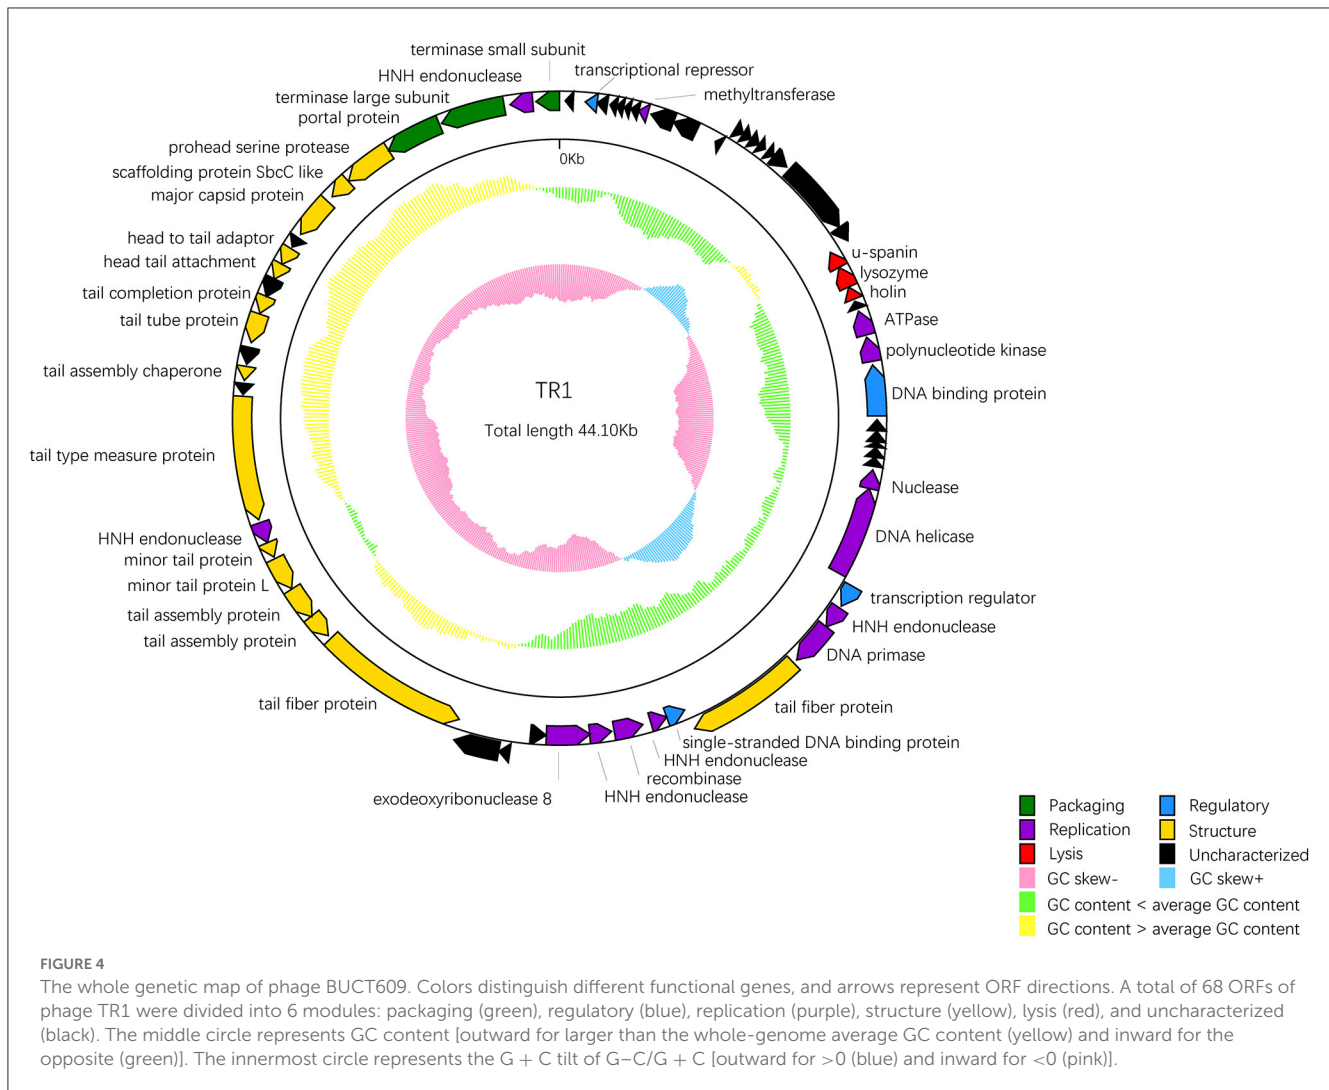 terminase small subunit
HNH endonuclease
transcriptional repressor
terminase large subunit
methyltransferase
portal protein
prohead serine protease
0Kb
scaffolding protein SbcC like
major capsid protein
head to tail adaptor
u-spanin
head tail attachment
lysozyme
tail completion protein
holin
tail tube protein
ATPase
polynucleotide kinase
tail assembly chaperone
TR1
DNA binding protein
Total length 44.10Kb
tail type measure protein
Nuclease
HNH endonuclease
DNA helicase
minor tail protein
minor tail protein L
transcription regulator
tail assembly protein
HNH endonuclease
tail assembly protein
DNA primase
tail fiber protein
tail fiber protein
single-stranded DNA binding protein
HNH endonuclease
recombinase
exodeoxyribonuclease 8
HNH endonuclease
Packaging
Regulatory
Replication
Structure
Lysis
Uncharacterized
GC skew-
GC skew+
GC content < average GC content
GC content > average GC content
FIGURE 4
The whole genetic map of phage BUCT609. Colors distinguish different functional genes, and arrows represent ORF directions. A total of 68 ORFs of
phage TR1 were divided into 6 modules: packaging (green), regulatory (blue), replication (purple), structure (yellow), lysis (red), and uncharacterized
(black). The middle circle represents GC content [outward for larger than the whole-genome average GC content (yellow) and inward for the
opposite (green)]. The innermost circle represents the G + C tilt of G–C/G + C [outward for >0 (blue) and inward for <0 (pink)].